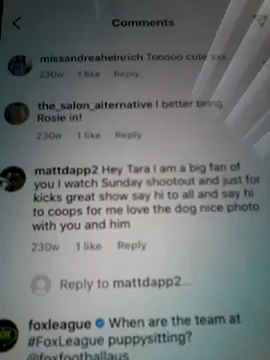 Comments
missandreaheinrich Tooooo cute xxx
230w 1 like Reply
the_salon_alternative I better bring
Rosie in!
230w 1 like Reply
mattdapp2 Hey Tara I am a big fan of
you I watch Sunday shootout and just for
kicks great show say hi to all and say hi
to coops for me love the dog nice photo
with you and him
230w 1 like Reply
Reply to mattdapp2...
foxleague When are the team at
#FoxLeague puppysitting?
@foxfootballaus